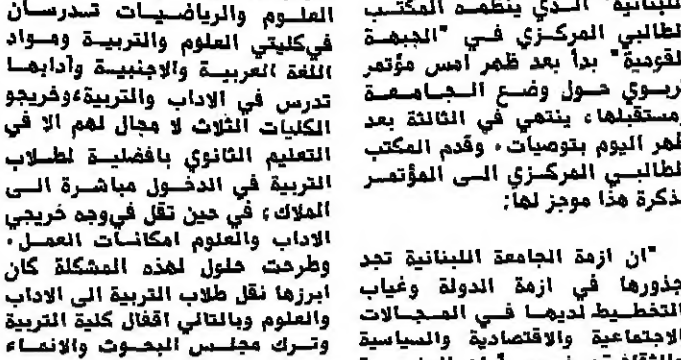 اللبنانية" الذي ينظمه المكتب
الطالبي المركزي في "الجبهة
القومية" بدأ بعد ظهر امس مؤتمر
تربوي حول وضع الجامعة
ومستقبلها، ينتهي في الثالثة بعد
ظهر اليوم بتوصيات. وقدم المكتب
الطالبي المركزي الى المؤتمر
مذكرة هذا موجز لها:
"ان ازمة الجامعة اللبنانية تجد
جذورها في ازمة الدولة وغياب
التخطيط لديها في المجالات
الاجتماعية والاقتصادية والسياسية
العلوم والرياضيات تدرسان
في كليتي العلوم والتربية ومواد
اللغة العربية والاجنبية وآدابها
تدرس في الاداب والتربية، وخريجو
الكليات الثلاث لا مجال لهم الا في
التعليم الثانوي بافضلية لطلاب
التربية في الدخول مباشرة الى
الملاك، في حين تقل في وجه خريجي
الاداب والعلوم امكانات العمل.
وطرحت حلول لهذه المشكلة كان
ابرزها نقل طلاب التربية الى الاداب
والعلوم وبالتالي اقفال كلية التربية
وترك مجلس البحوث والانماء